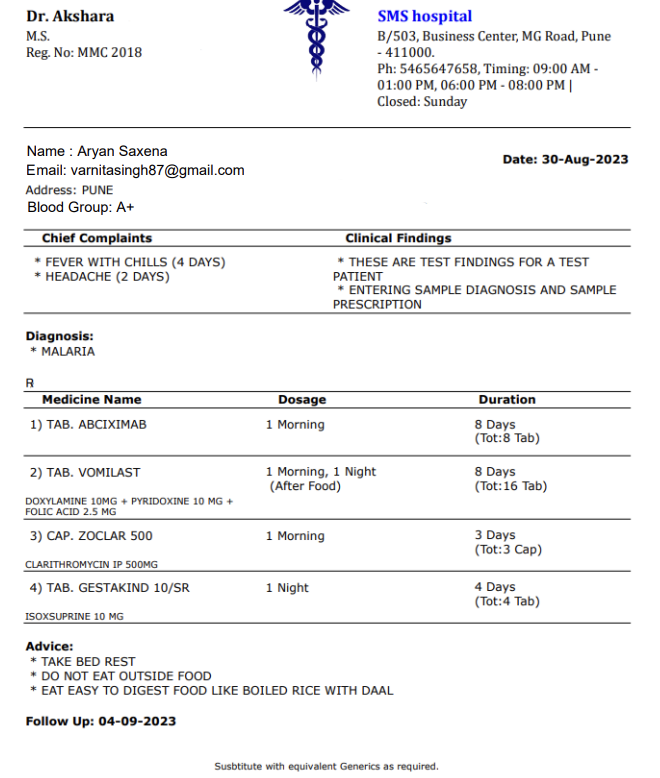 Dr. Akshara
M.S.
Reg. No: MMC 2018
SMS hospital
B/503, Business Center, MG Road, Pune
- 411000.
Ph: 5465647658, Timing: 09:00 AM -
01:00 PM, 06:00 PM - 08:00 PM |
Closed: Sunday
Name : Aryan Saxena
Email: varnitasingh87@gmail.com
Address: PUNE
Blood Group: A+
Date: 30-Aug-2023
Chief Complaints Clinical Findings
* FEVER WITH CHILLS (4 DAYS)
* HEADACHE (2 DAYS)
* THESE ARE TEST FINDINGS FOR A TEST
PATIENT
* ENTERING SAMPLE DIAGNOSIS AND SAMPLE
PRESCRIPTION
Diagnosis:
* MALARIA
℞
Medicine Name Dosage Duration
1) TAB. ABCIXIMAB 1 Morning 8 Days
(Tot:8 Tab)
2) TAB. VOMILAST 1 Morning, 1 Night 8 Days
(After Food) (Tot:16 Tab)
DOXYLAMINE 10MG + PYRIDOXINE 10 MG +
FOLIC ACID 2.5 MG
3) CAP. ZOCLAR 500 1 Morning 3 Days
(Tot:3 Cap)
CLARITHROMYCIN IP 500MG
4) TAB. GESTAKIND 10/SR 1 Night 4 Days
(Tot:4 Tab)
ISOXSUPRINE 10 MG
Advice:
* TAKE BED REST
* DO NOT EAT OUTSIDE FOOD
* EAT EASY TO DIGEST FOOD LIKE BOILED RICE WITH DAAL
Follow Up: 04-09-2023
Susbtitute with equivalent Generics as required.